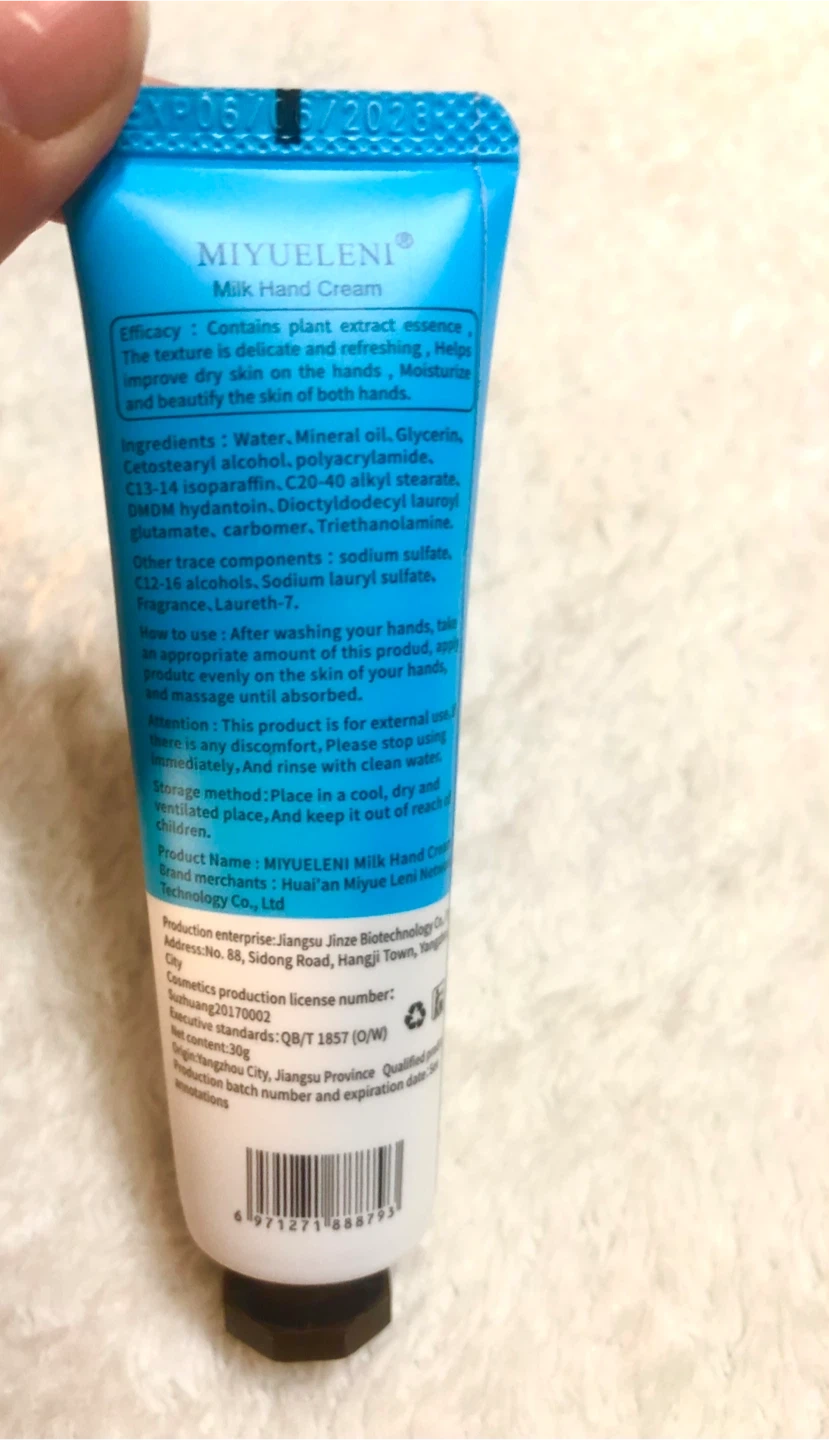 EXP06/06/2028
MIYUELENI®
Milk Hand Cream
Efficacy : Contains plant extract essence ,
The texture is delicate and refreshing , Helps
improve dry skin on the hands , Moisturize
and beautify the skin of both hands.
Ingredients : Water、Mineral oil、Glycerin、
Cetostearyl alcohol、polyacrylamide、
C13-14 isoparaffin、C20-40 alkyl stearate、
DMDM hydantoin、Dioctyldodecyl lauroyl
glutamate、carbomer、Triethanolamine.
Other trace components : sodium sulfate、
C12-16 alcohols、Sodium lauryl sulfate、
Fragrance、Laureth-7.
How to use : After washing your hands, take
an appropriate amount of this produd, apply
produtc evenly on the skin of your hands,
and massage until absorbed.
Attention : This product is for external use,
there is any discomfort, Please stop using
immediately, And rinse with clean water.
Storage method:Place in a cool, dry and
ventilated place, And keep it out of reach of
children.
Product Name : MIYUELENI Milk Hand Cream
Brand merchants : Huai'an Miyue Leni
Technology Co., Ltd
Production enterprise:Jiangsu Jinze Biotechnology Co.
Address:No. 88, Sidong Road, Hangji Town,
City
Cosmetics production license number:
Suzhuang20170002
Executive standards:QB/T 1857 (O/W)
Net content:30g
Origin:Yangzhou City, Jiangsu Province Qualified
Production batch number and expiration date:
annotations
6 971271 888793